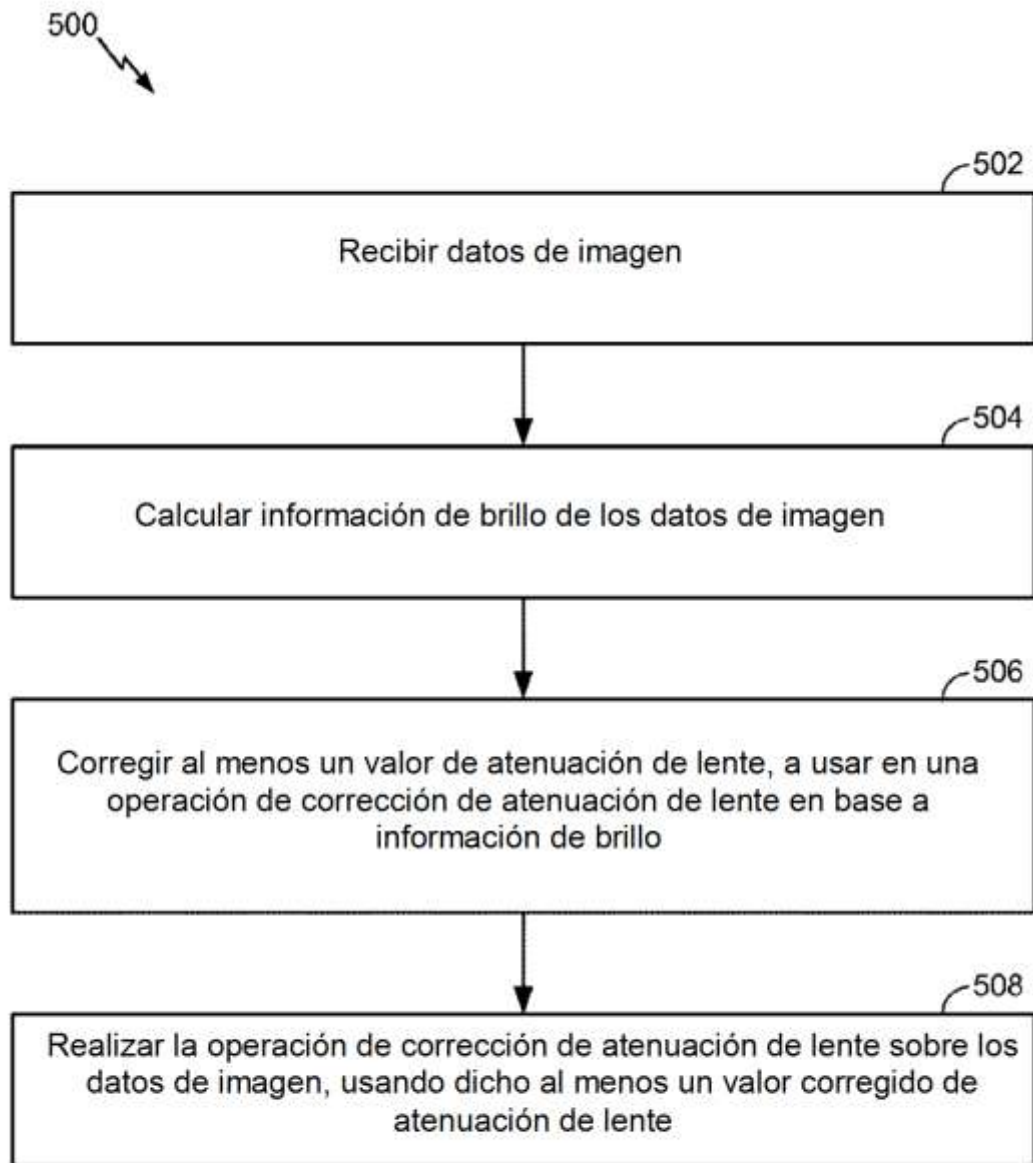 500
502
Recibir datos de imagen
504
Calcular información de brillo de los datos de imagen
506
Corregir al menos un valor de atenuación de lente, a usar en una
operación de corrección de atenuación de lente en base a
información de brillo
508
Realizar la operación de corrección de atenuación de lente sobre los
datos de imagen, usando dicho al menos un valor corregido de
atenuación de lente